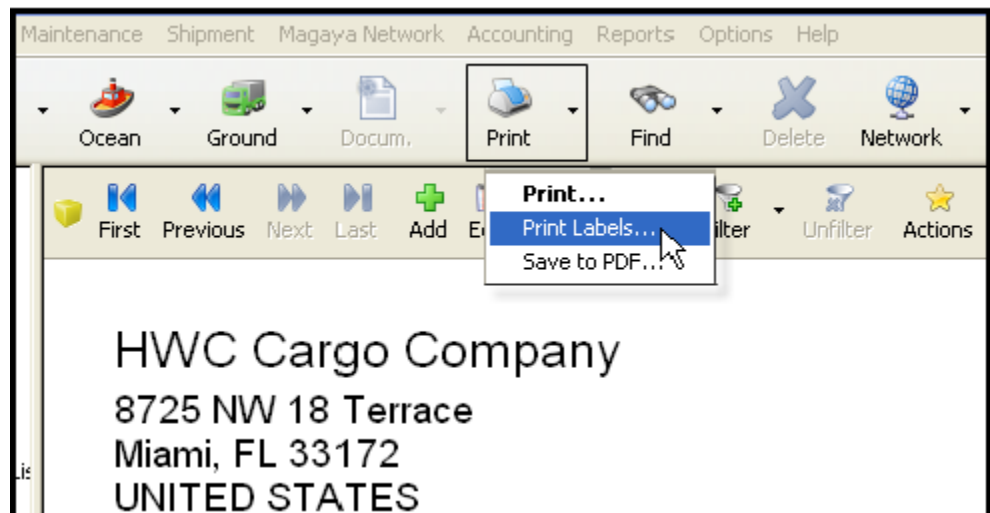 Maintenance Shipment Magaya Network Accounting Reports Options Help
Ocean Ground Docum. Print Find Delete Network
First Previous Next Last Add Unfilter Actions
Print...
Print Labels...
Save to PDF...
HWC Cargo Company
8725 NW 18 Terrace
Miami, FL 33172
UNITED STATES